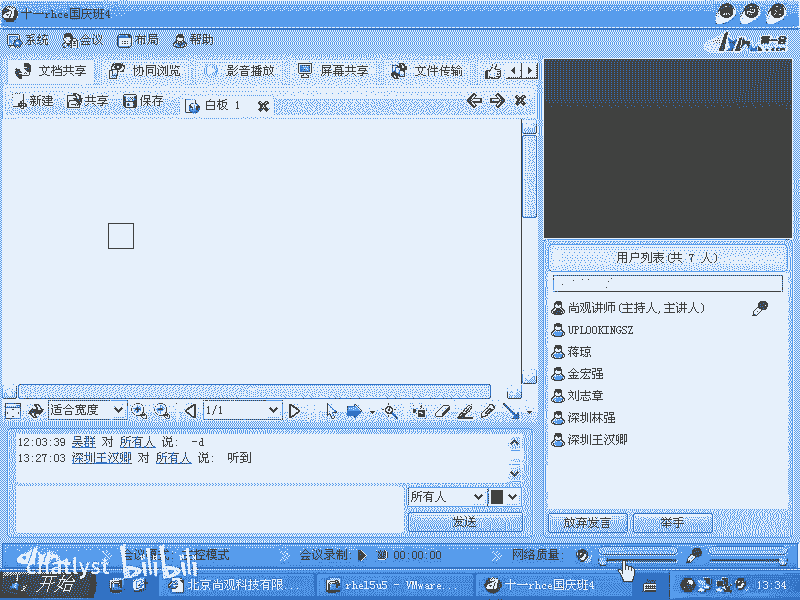 十一rhce国庆班4
系统 会议 布局 帮助
文档共享 协同浏览 影音播放 屏幕共享 文件传输
新建 共享 保存 白板 1
用户列表(共 7 人)
尚观讲师(主持人,主讲人)
UPLOOKINGSZ
蒋琼
金宏强
刘志章
深圳林强
深圳王汉卿
适合宽度 1/1
12:03:39 吴群 对 所有人 说: -d
13:27:03 深圳王汉卿 对 所有人 说: 听到
所有人
发送
放弃发言 举手
会议模式: 主控模式 会议录制: 00:00:00 网络质量:
chatlyst bilibili
开始 北京尚观科技有限... rhel5u5 - VMware... 十一rhce国庆班4 13:34